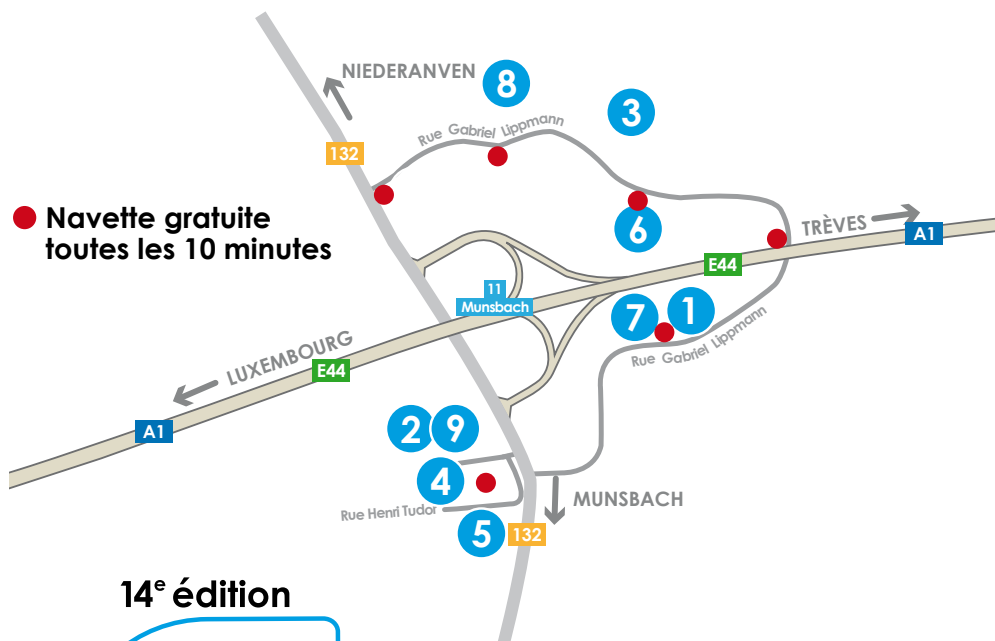 NIEDERANVEN
8
3
Rue Gabriel Lippmann
132
Navette gratuite
toutes les 10 minutes
6
TRÈVES
A1
E44
11
Munsbach
7
1
Rue Gabriel Lippmann
LUXEMBOURG
E44
A1
2
9
4
MUNSBACH
Rue Henri Tudor
5
132
14e édition